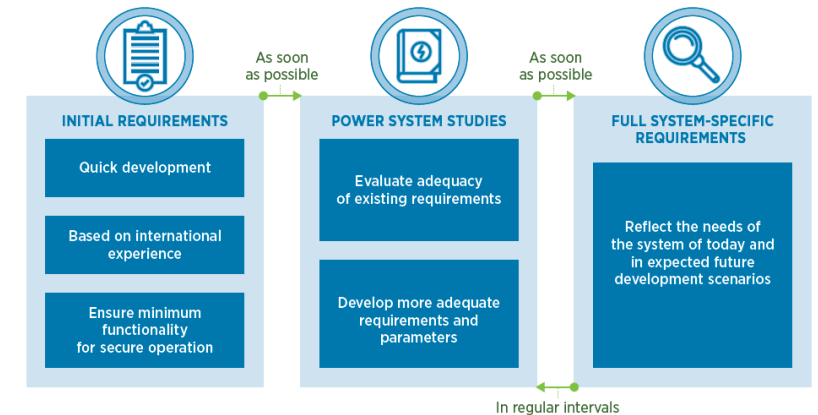 As soon
as possible
As soon
as possible
INITIAL REQUIREMENTS
Quick development
Based on international
experience
Ensure minimum
functionality
for secure operation
POWER SYSTEM STUDIES
Evaluate adequacy
of existing requirements
Develop more adequate
requirements and
parameters
FULL SYSTEM-SPECIFIC
REQUIREMENTS
Reflect the needs of
the system of today and
in expected future
development scenarios
In regular intervals